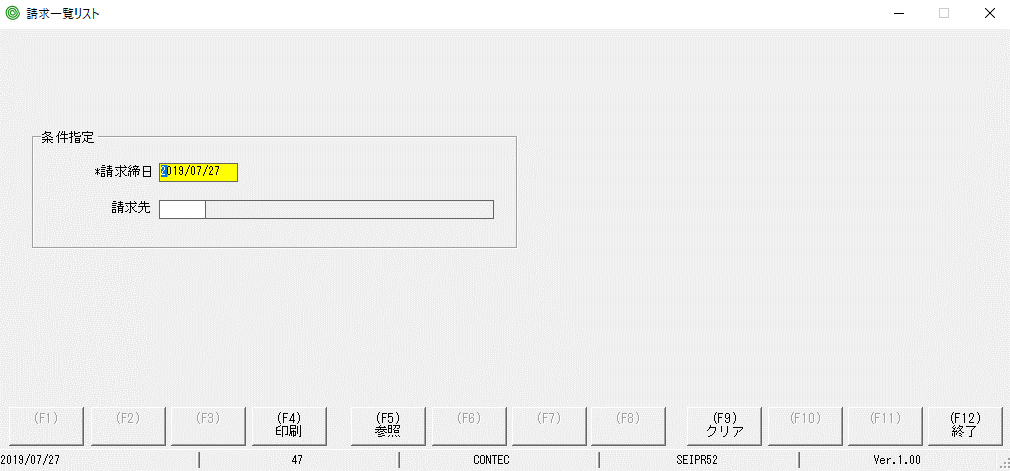 請求一覧リスト
条件指定
*請求締日 2019/07/27
請求先
(F1) (F2) (F3) (F4) (F5) (F6) (F7) (F8) (F9) (F10) (F11) (F12)
印刷 参照 クリア 終了
2019/07/27 47 CONTEC SEIPR52 Ver.1.00